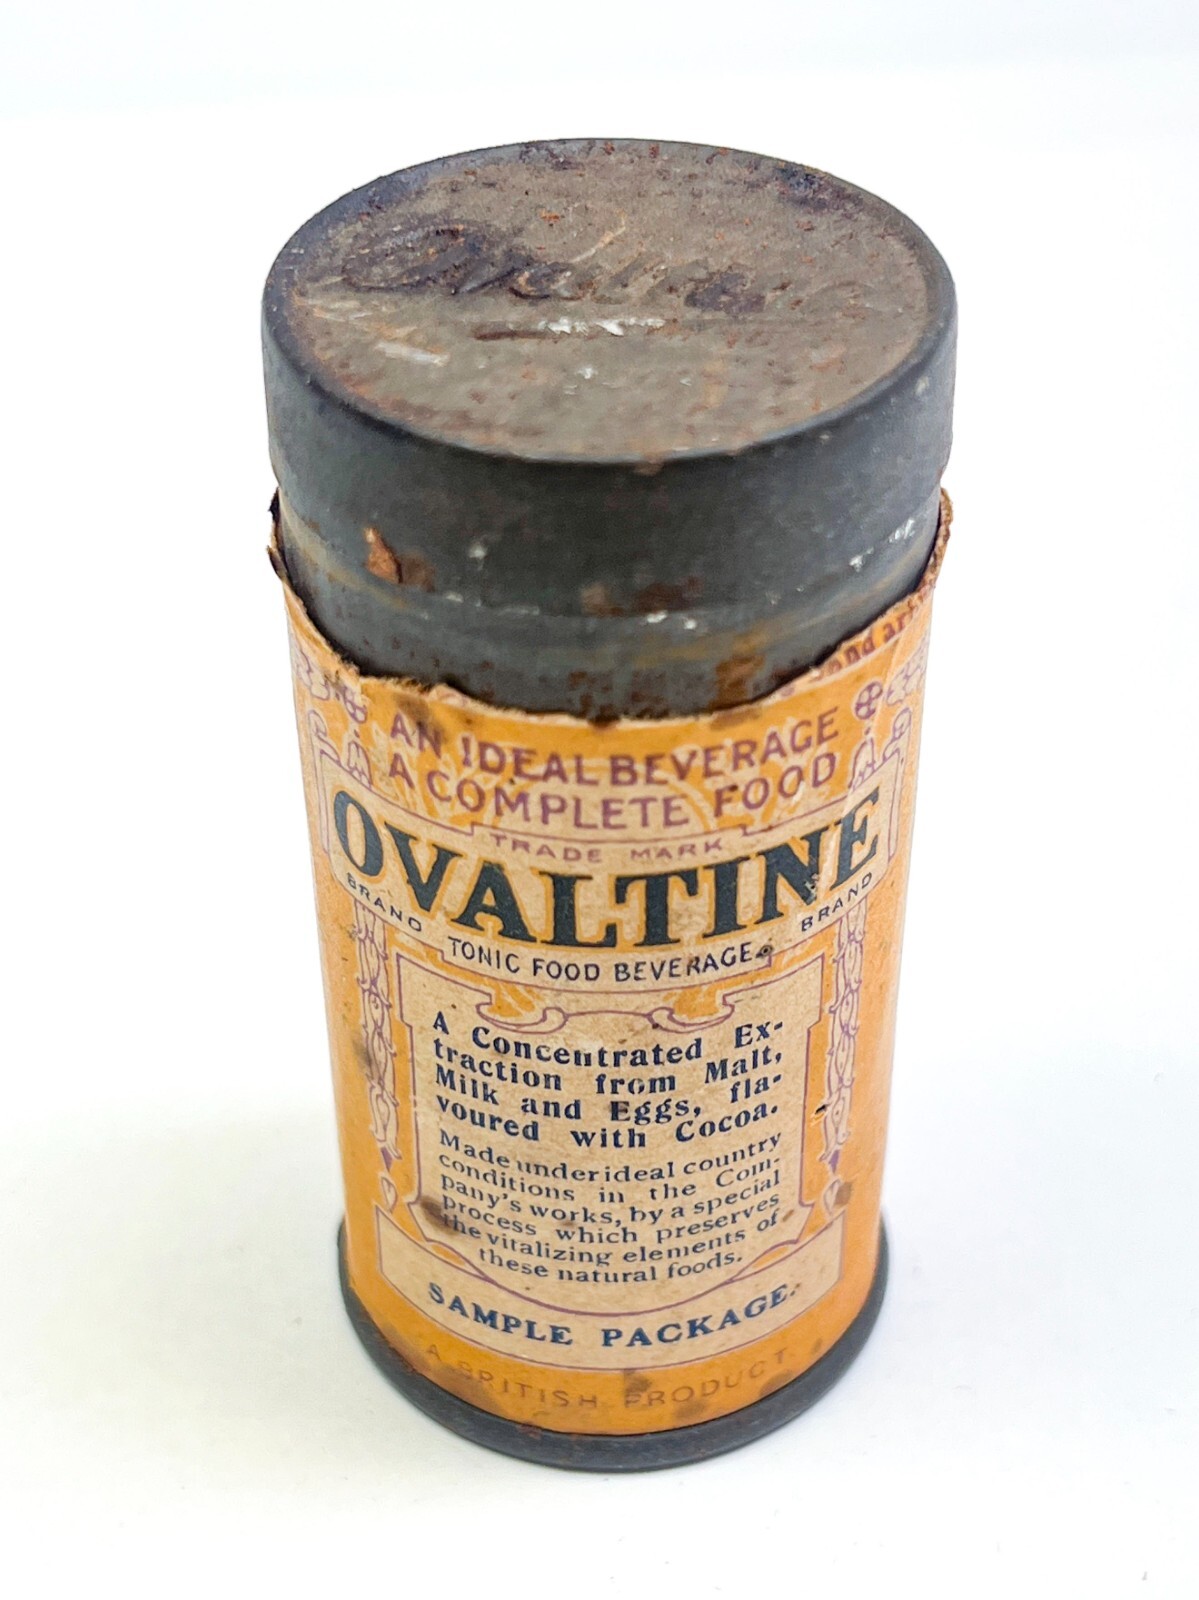 Ovaltine
AN IDEAL BEVERAGE
A COMPLETE FOOD
TRADE MARK
OVALTINE
BRAND BRAND
TONIC FOOD BEVERAGE
A Concentrated Ex-
traction from Malt,
Milk and Eggs, fla-
voured with Cocoa.
Made under ideal country
conditions in the Com-
pany's works, by a special
process which preserves
the vitalizing elements of
these natural foods.
SAMPLE PACKAGE.
A BRITISH PRODUCT.